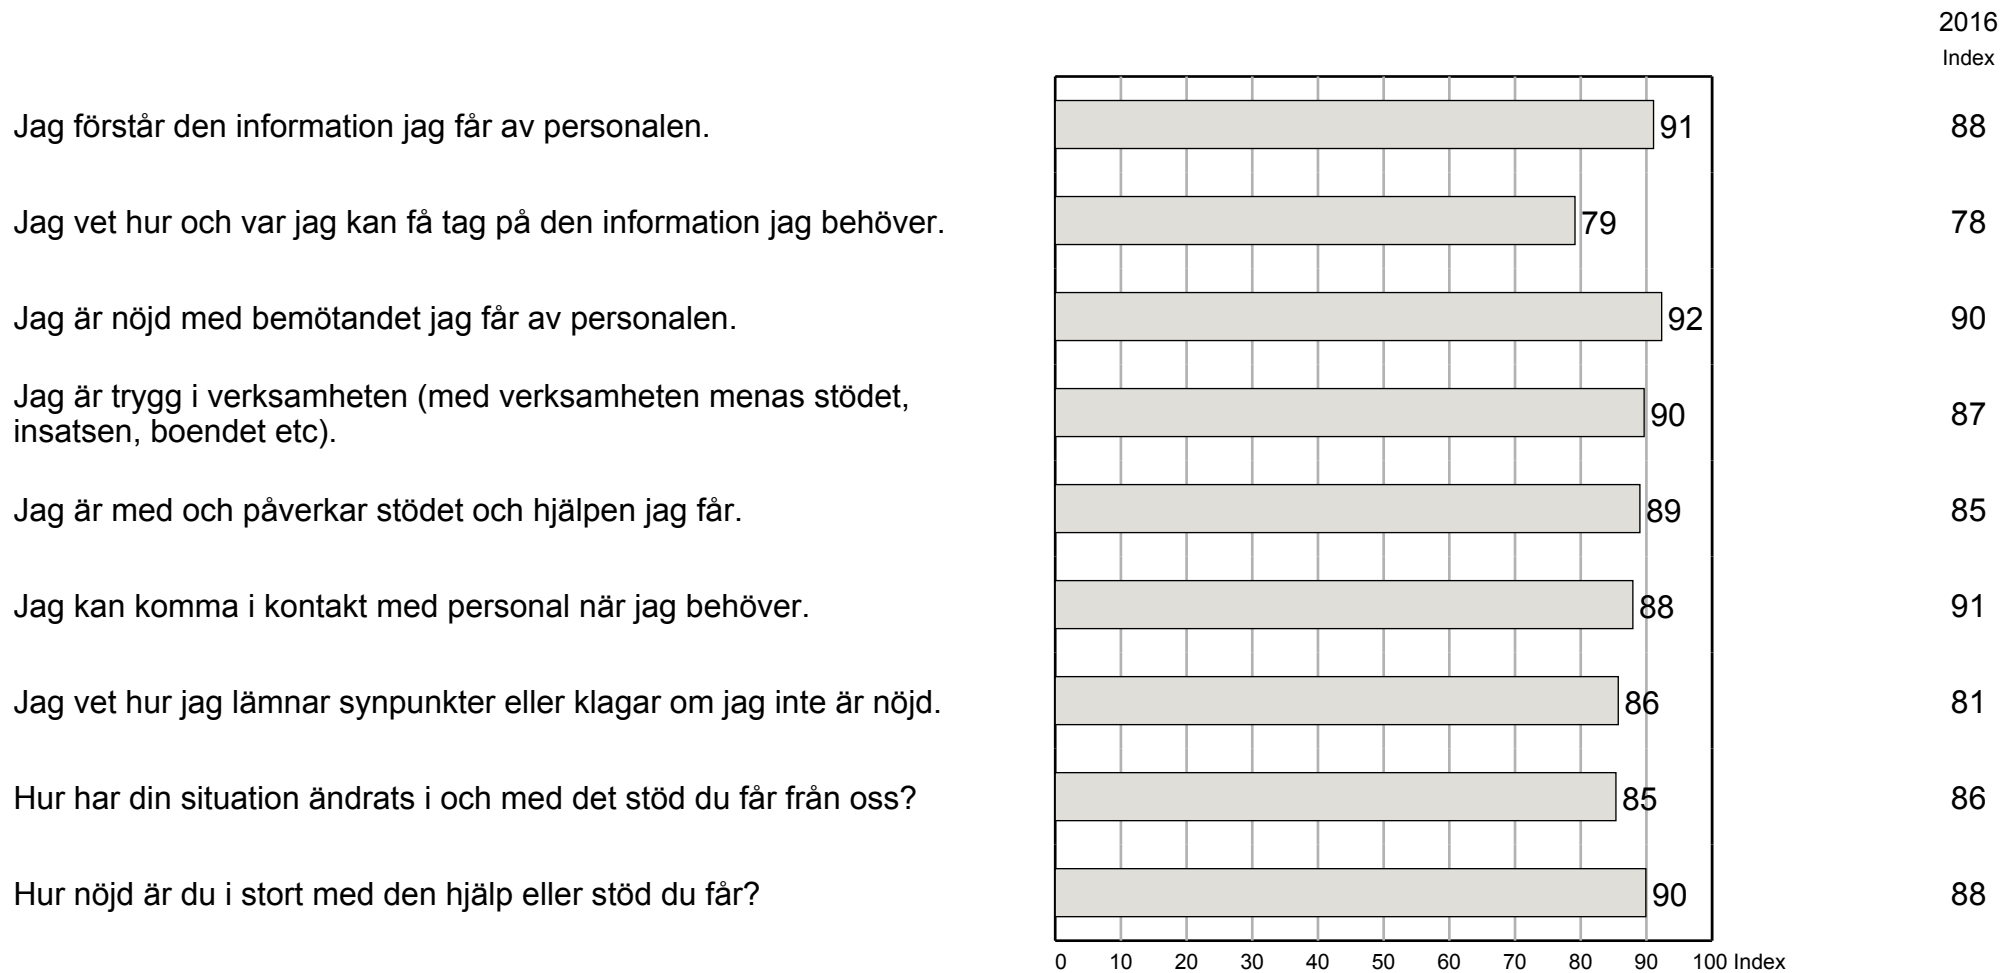 2016
Index
Jag förstår den information jag får av personalen. 91 88
Jag vet hur och var jag kan få tag på den information jag behöver. 79 78
Jag är nöjd med bemötandet jag får av personalen. 92 90
Jag är trygg i verksamheten (med verksamheten menas stödet,
insatsen, boendet etc). 90 87
Jag är med och påverkar stödet och hjälpen jag får. 89 85
Jag kan komma i kontakt med personal när jag behöver. 88 91
Jag vet hur jag lämnar synpunkter eller klagar om jag inte är nöjd. 86 81
Hur har din situation ändrats i och med det stöd du får från oss? 85 86
Hur nöjd är du i stort med den hjälp eller stöd du får? 90 88
0 10 20 30 40 50 60 70 80 90 100 Index